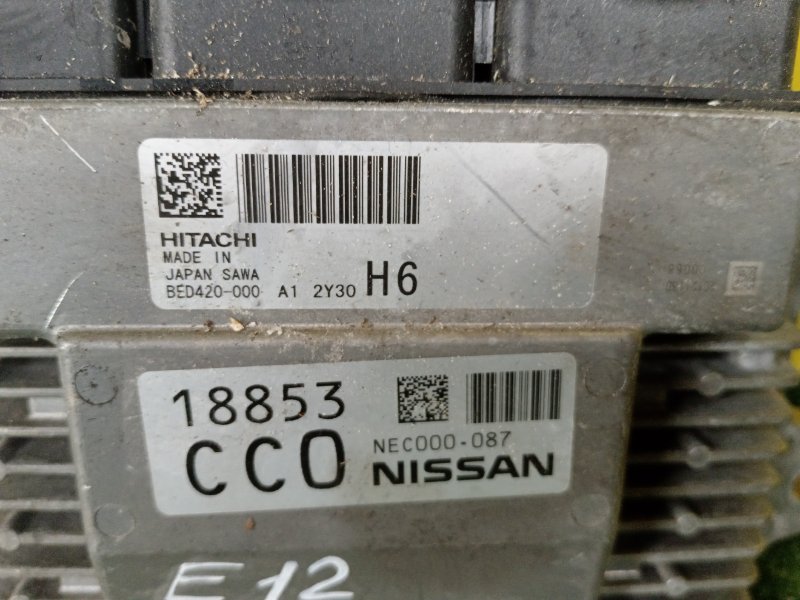 HITACHI
MADE IN
JAPAN SAWA
BED420-000 A1 2Y30 H6
18853
CC0
NEC000-087
NISSAN
E12